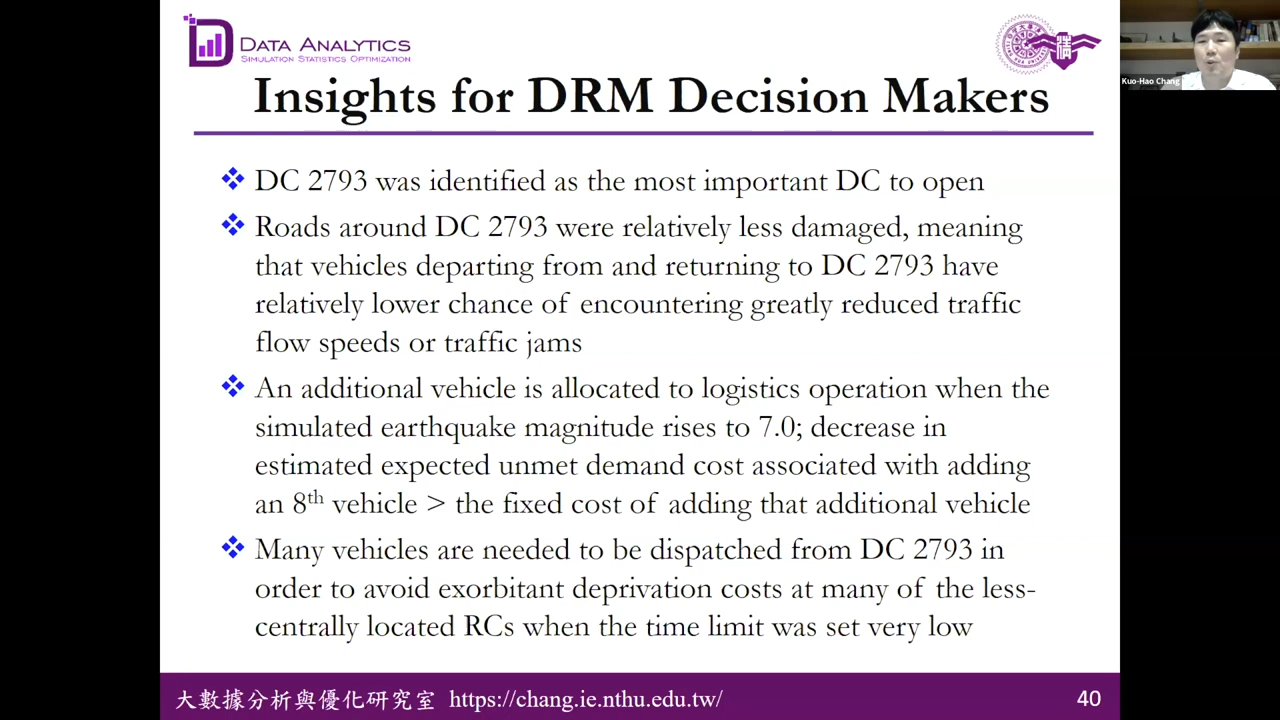 DATA ANALYTICS
SIMULATION STATISTICS OPTIMIZATION
Kuo-Hao Chang
Insights for DRM Decision Makers
DC 2793 was identified as the most important DC to open
Roads around DC 2793 were relatively less damaged, meaning
that vehicles departing from and returning to DC 2793 have
relatively lower chance of encountering greatly reduced traffic
flow speeds or traffic jams
An additional vehicle is allocated to logistics operation when the
simulated earthquake magnitude rises to 7.0; decrease in
estimated expected unmet demand cost associated with adding
an 8th vehicle > the fixed cost of adding that additional vehicle
Many vehicles are needed to be dispatched from DC 2793 in
order to avoid exorbitant deprivation costs at many of the less-
centrally located RCs when the time limit was set very low
大數據分析與優化研究室 https://chang.ie.nthu.edu.tw/
40